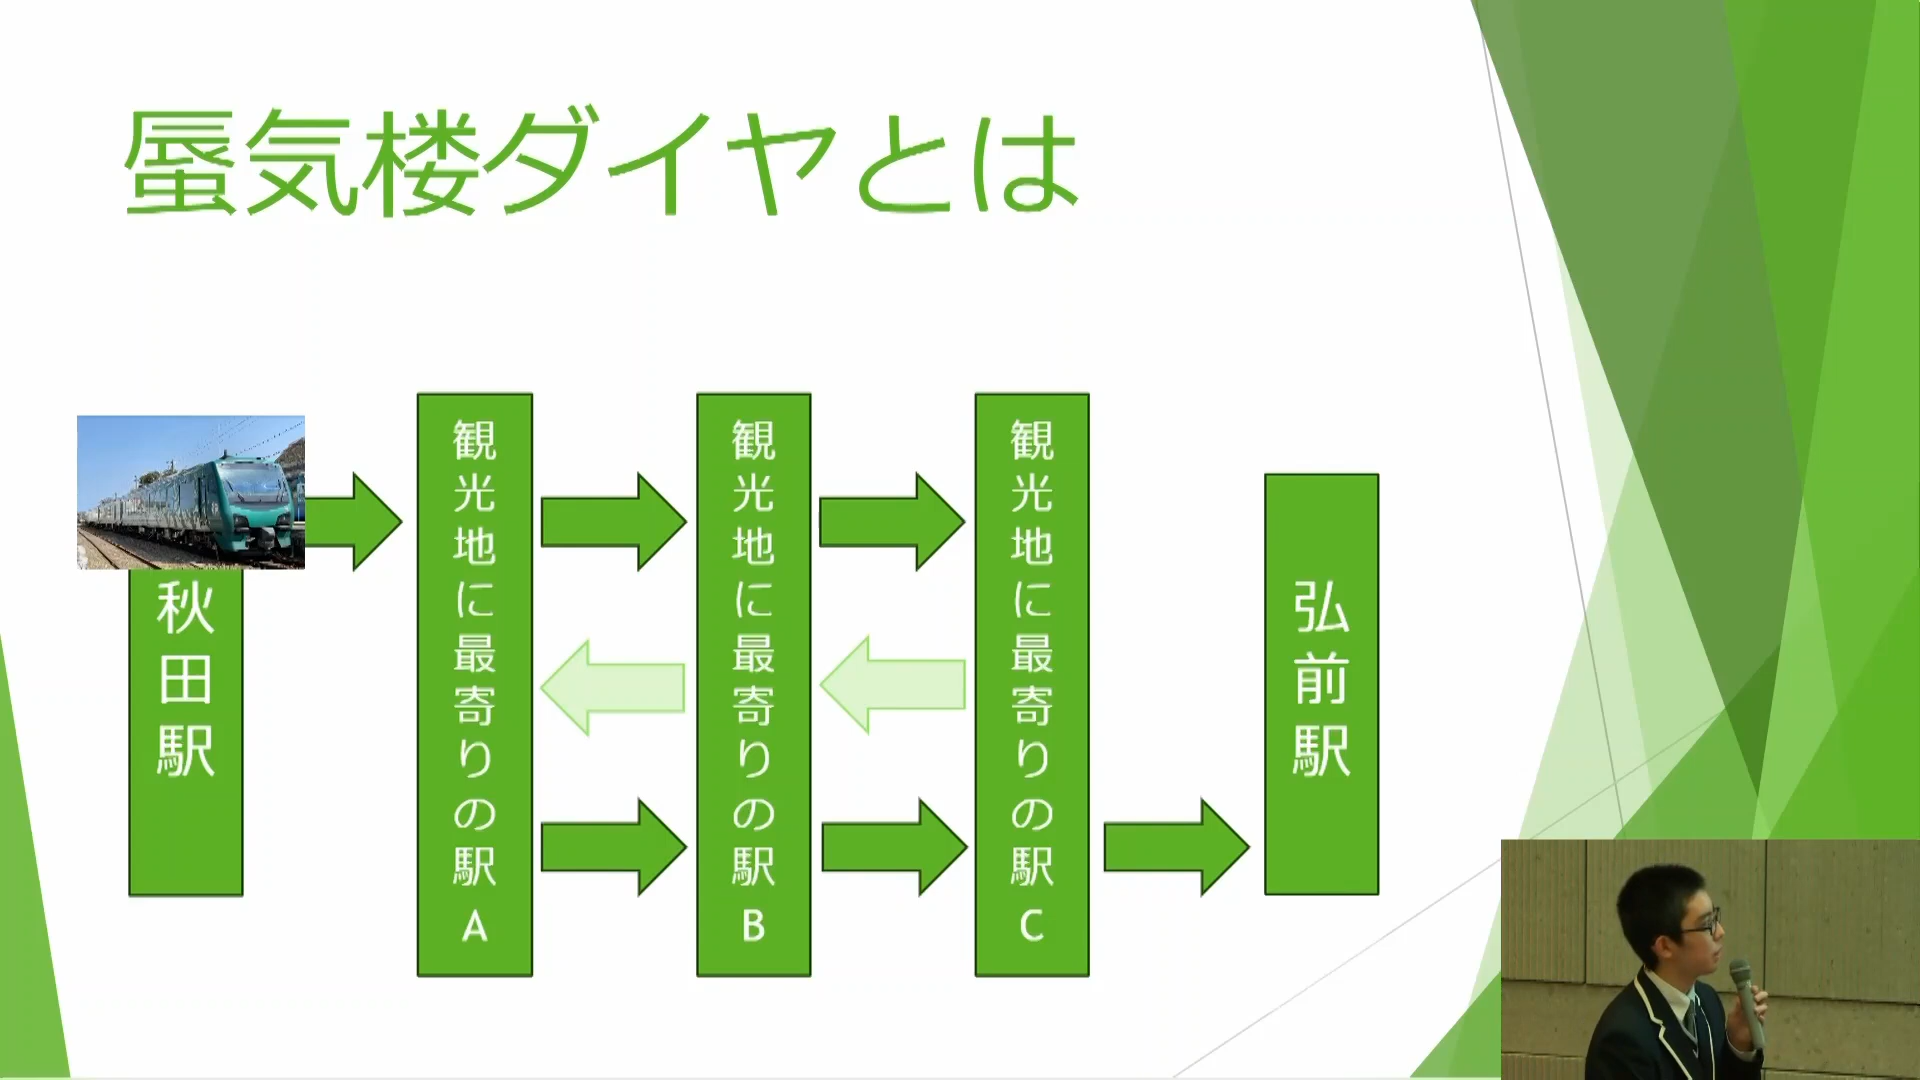 蜃気楼ダイヤとは
秋田駅
観光地に最寄りの駅A
観光地に最寄りの駅B
観光地に最寄りの駅C
弘前駅